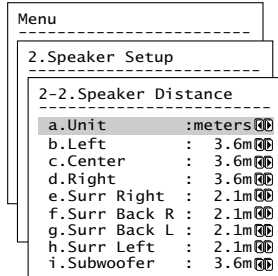 Menu
2.Speaker Setup
2-2.Speaker Distance
a.Unit :meters
b.Left : 3.6m
c.Center : 3.6m
d.Right : 3.6m
e.Surr Right : 2.1m
f.Surr Back R : 2.1m
g.Surr Back L : 2.1m
h.Surr Left : 2.1m
i.Subwoofer : 3.6m